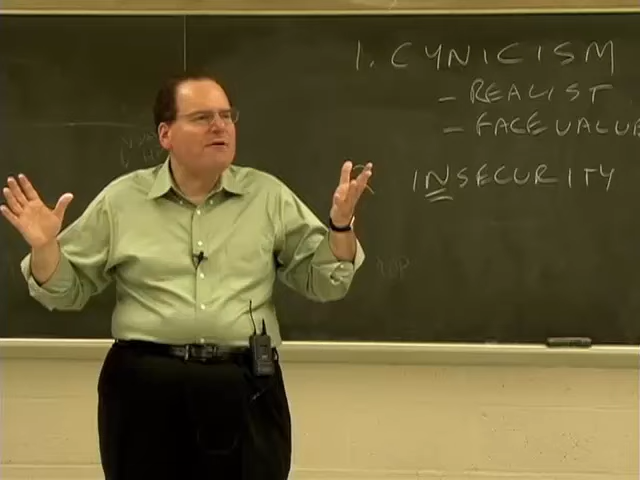 1. CYNICISM
- REALIST
- FACE VALUE
INSECURITY